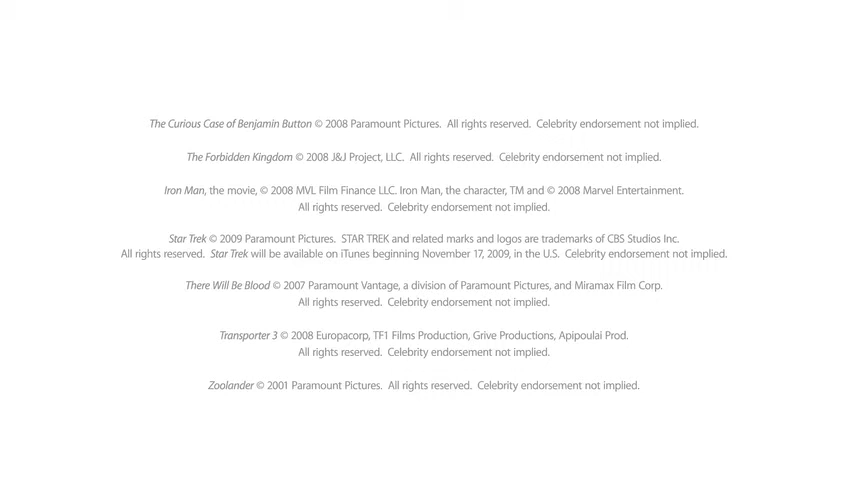 The Curious Case of Benjamin Button © 2008 Paramount Pictures.  All rights reserved.  Celebrity endorsement not implied.
The Forbidden Kingdom © 2008 J&J Project, LLC.  All rights reserved.  Celebrity endorsement not implied.
Iron Man, the movie, © 2008 MVL Film Finance LLC. Iron Man, the character, TM and © 2008 Marvel Entertainment.
All rights reserved.  Celebrity endorsement not implied.
Star Trek © 2009 Paramount Pictures.  STAR TREK and related marks and logos are trademarks of CBS Studios Inc.
All rights reserved.  Star Trek will be available on iTunes beginning November 17, 2009, in the U.S.  Celebrity endorsement not implied.
There Will Be Blood © 2007 Paramount Vantage, a division of Paramount Pictures, and Miramax Film Corp.
All rights reserved.  Celebrity endorsement not implied.
Transporter 3 © 2008 Europacorp, TF1 Films Production, Grive Productions, Apipoulai Prod.
All rights reserved.  Celebrity endorsement not implied.
Zoolander © 2001 Paramount Pictures.  All rights reserved.  Celebrity endorsement not implied.